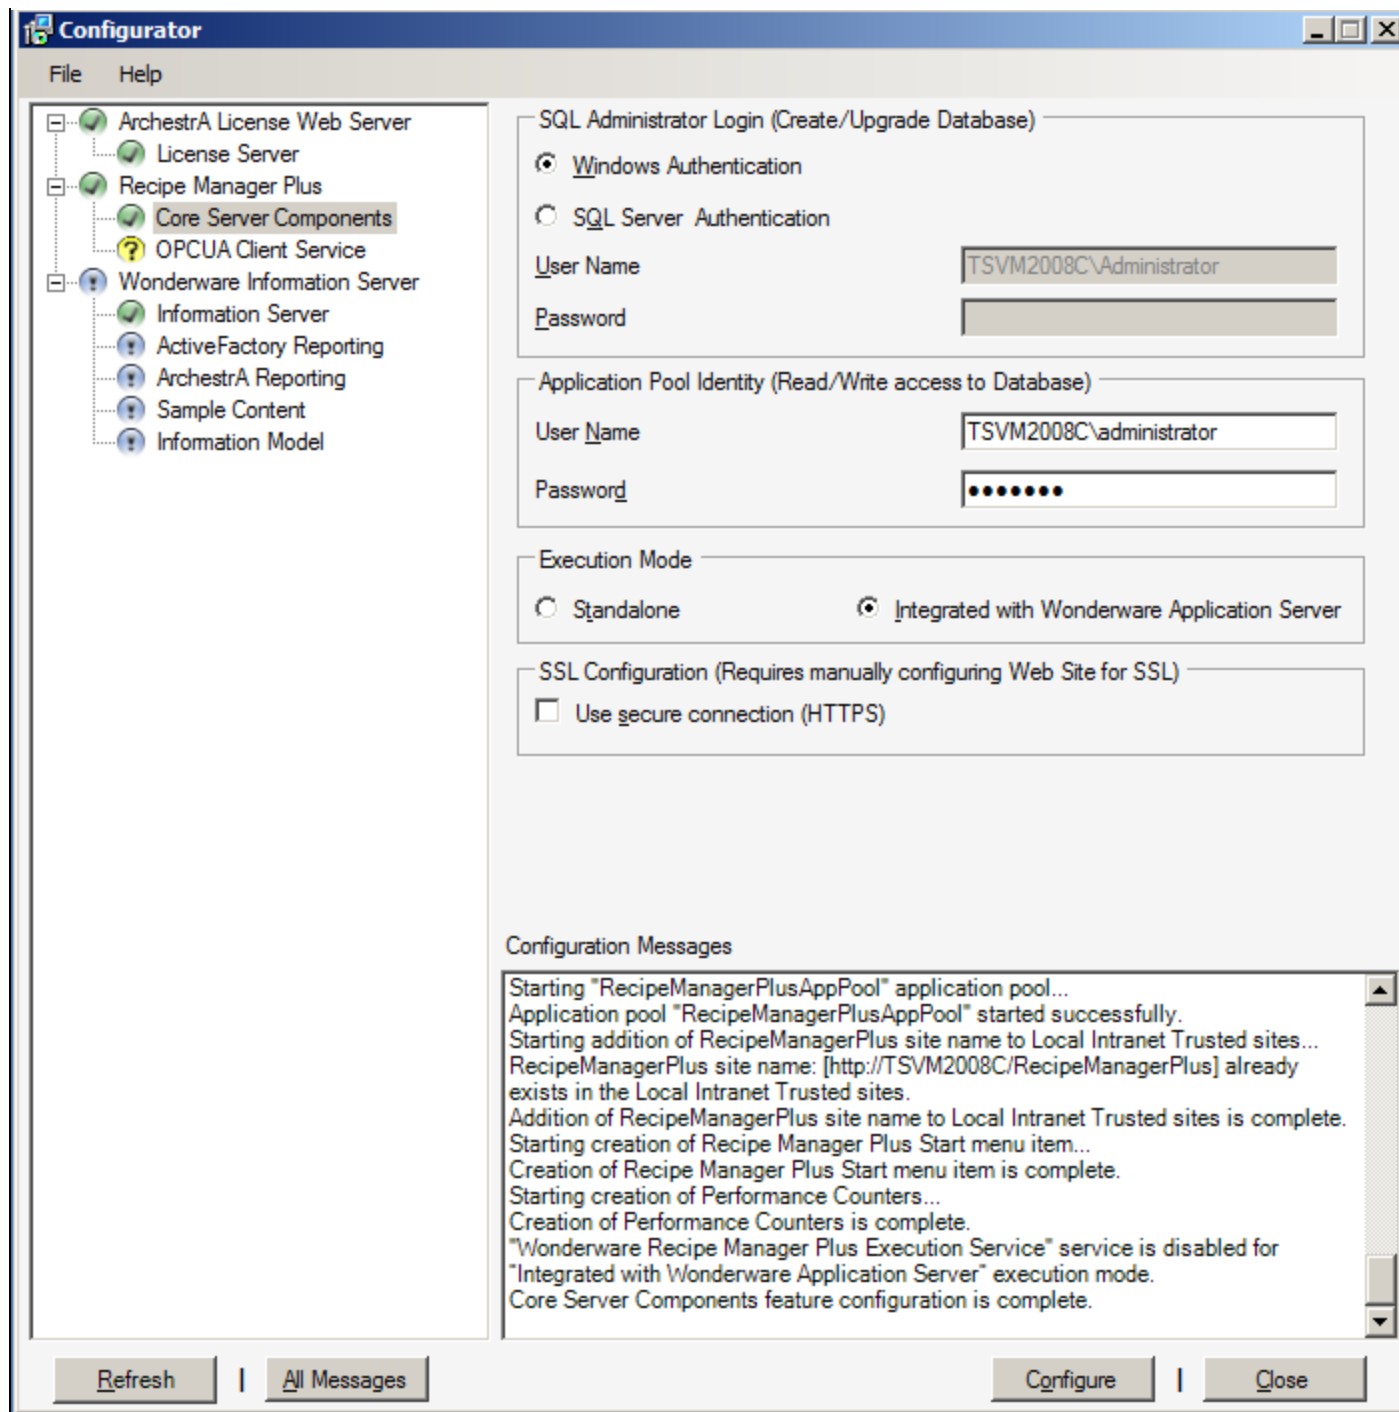 Configurator
File Help
ArchestrA License Web Server
License Server
Recipe Manager Plus
Core Server Components
OPCUA Client Service
Wonderware Information Server
Information Server
ActiveFactory Reporting
ArchestrA Reporting
Sample Content
Information Model
SQL Administrator Login (Create/Upgrade Database)
Windows Authentication
SQL Server Authentication
User Name TSVM2008C\Administrator
Password
Application Pool Identity (Read/Write access to Database)
User Name TSVM2008C\administrator
Password •••••••
Execution Mode
Standalone Integrated with Wonderware Application Server
SSL Configuration (Requires manually configuring Web Site for SSL)
Use secure connection (HTTPS)
Configuration Messages
Starting "RecipeManagerPlusAppPool" application pool...
Application pool "RecipeManagerPlusAppPool" started successfully.
Starting addition of RecipeManagerPlus site name to Local Intranet Trusted sites...
RecipeManagerPlus site name: [http://TSVM2008C/RecipeManagerPlus] already
exists in the Local Intranet Trusted sites.
Addition of RecipeManagerPlus site name to Local Intranet Trusted sites is complete.
Starting creation of Recipe Manager Plus Start menu item...
Creation of Recipe Manager Plus Start menu item is complete.
Starting creation of Performance Counters...
Creation of Performance Counters is complete.
"Wonderware Recipe Manager Plus Execution Service" service is disabled for
"Integrated with Wonderware Application Server" execution mode.
Core Server Components feature configuration is complete.
Refresh | All Messages Configure | Close